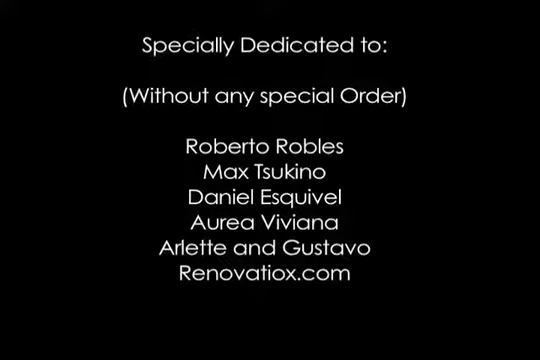 Specially Dedicated to:
(Without any special Order)
Roberto Robles
Max Tsukino
Daniel Esquivel
Aurea Viviana
Arlette and Gustavo
Renovatiox.com